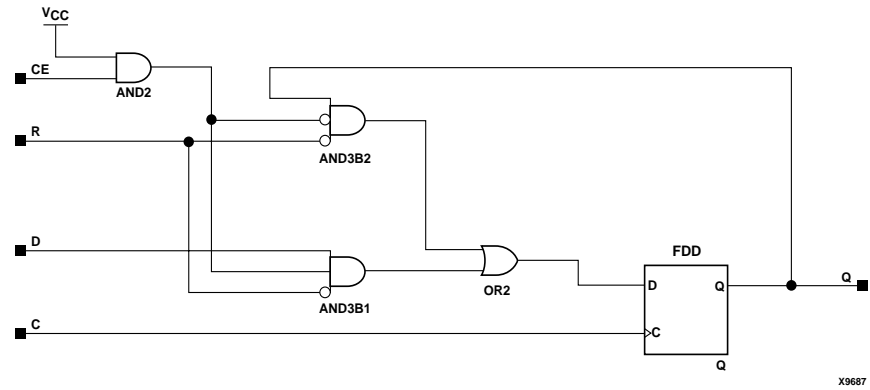 VCC
CE
AND2
R
AND3B2
D
AND3B1
OR2
FDD
D
Q
Q
C
C
Q
X9687